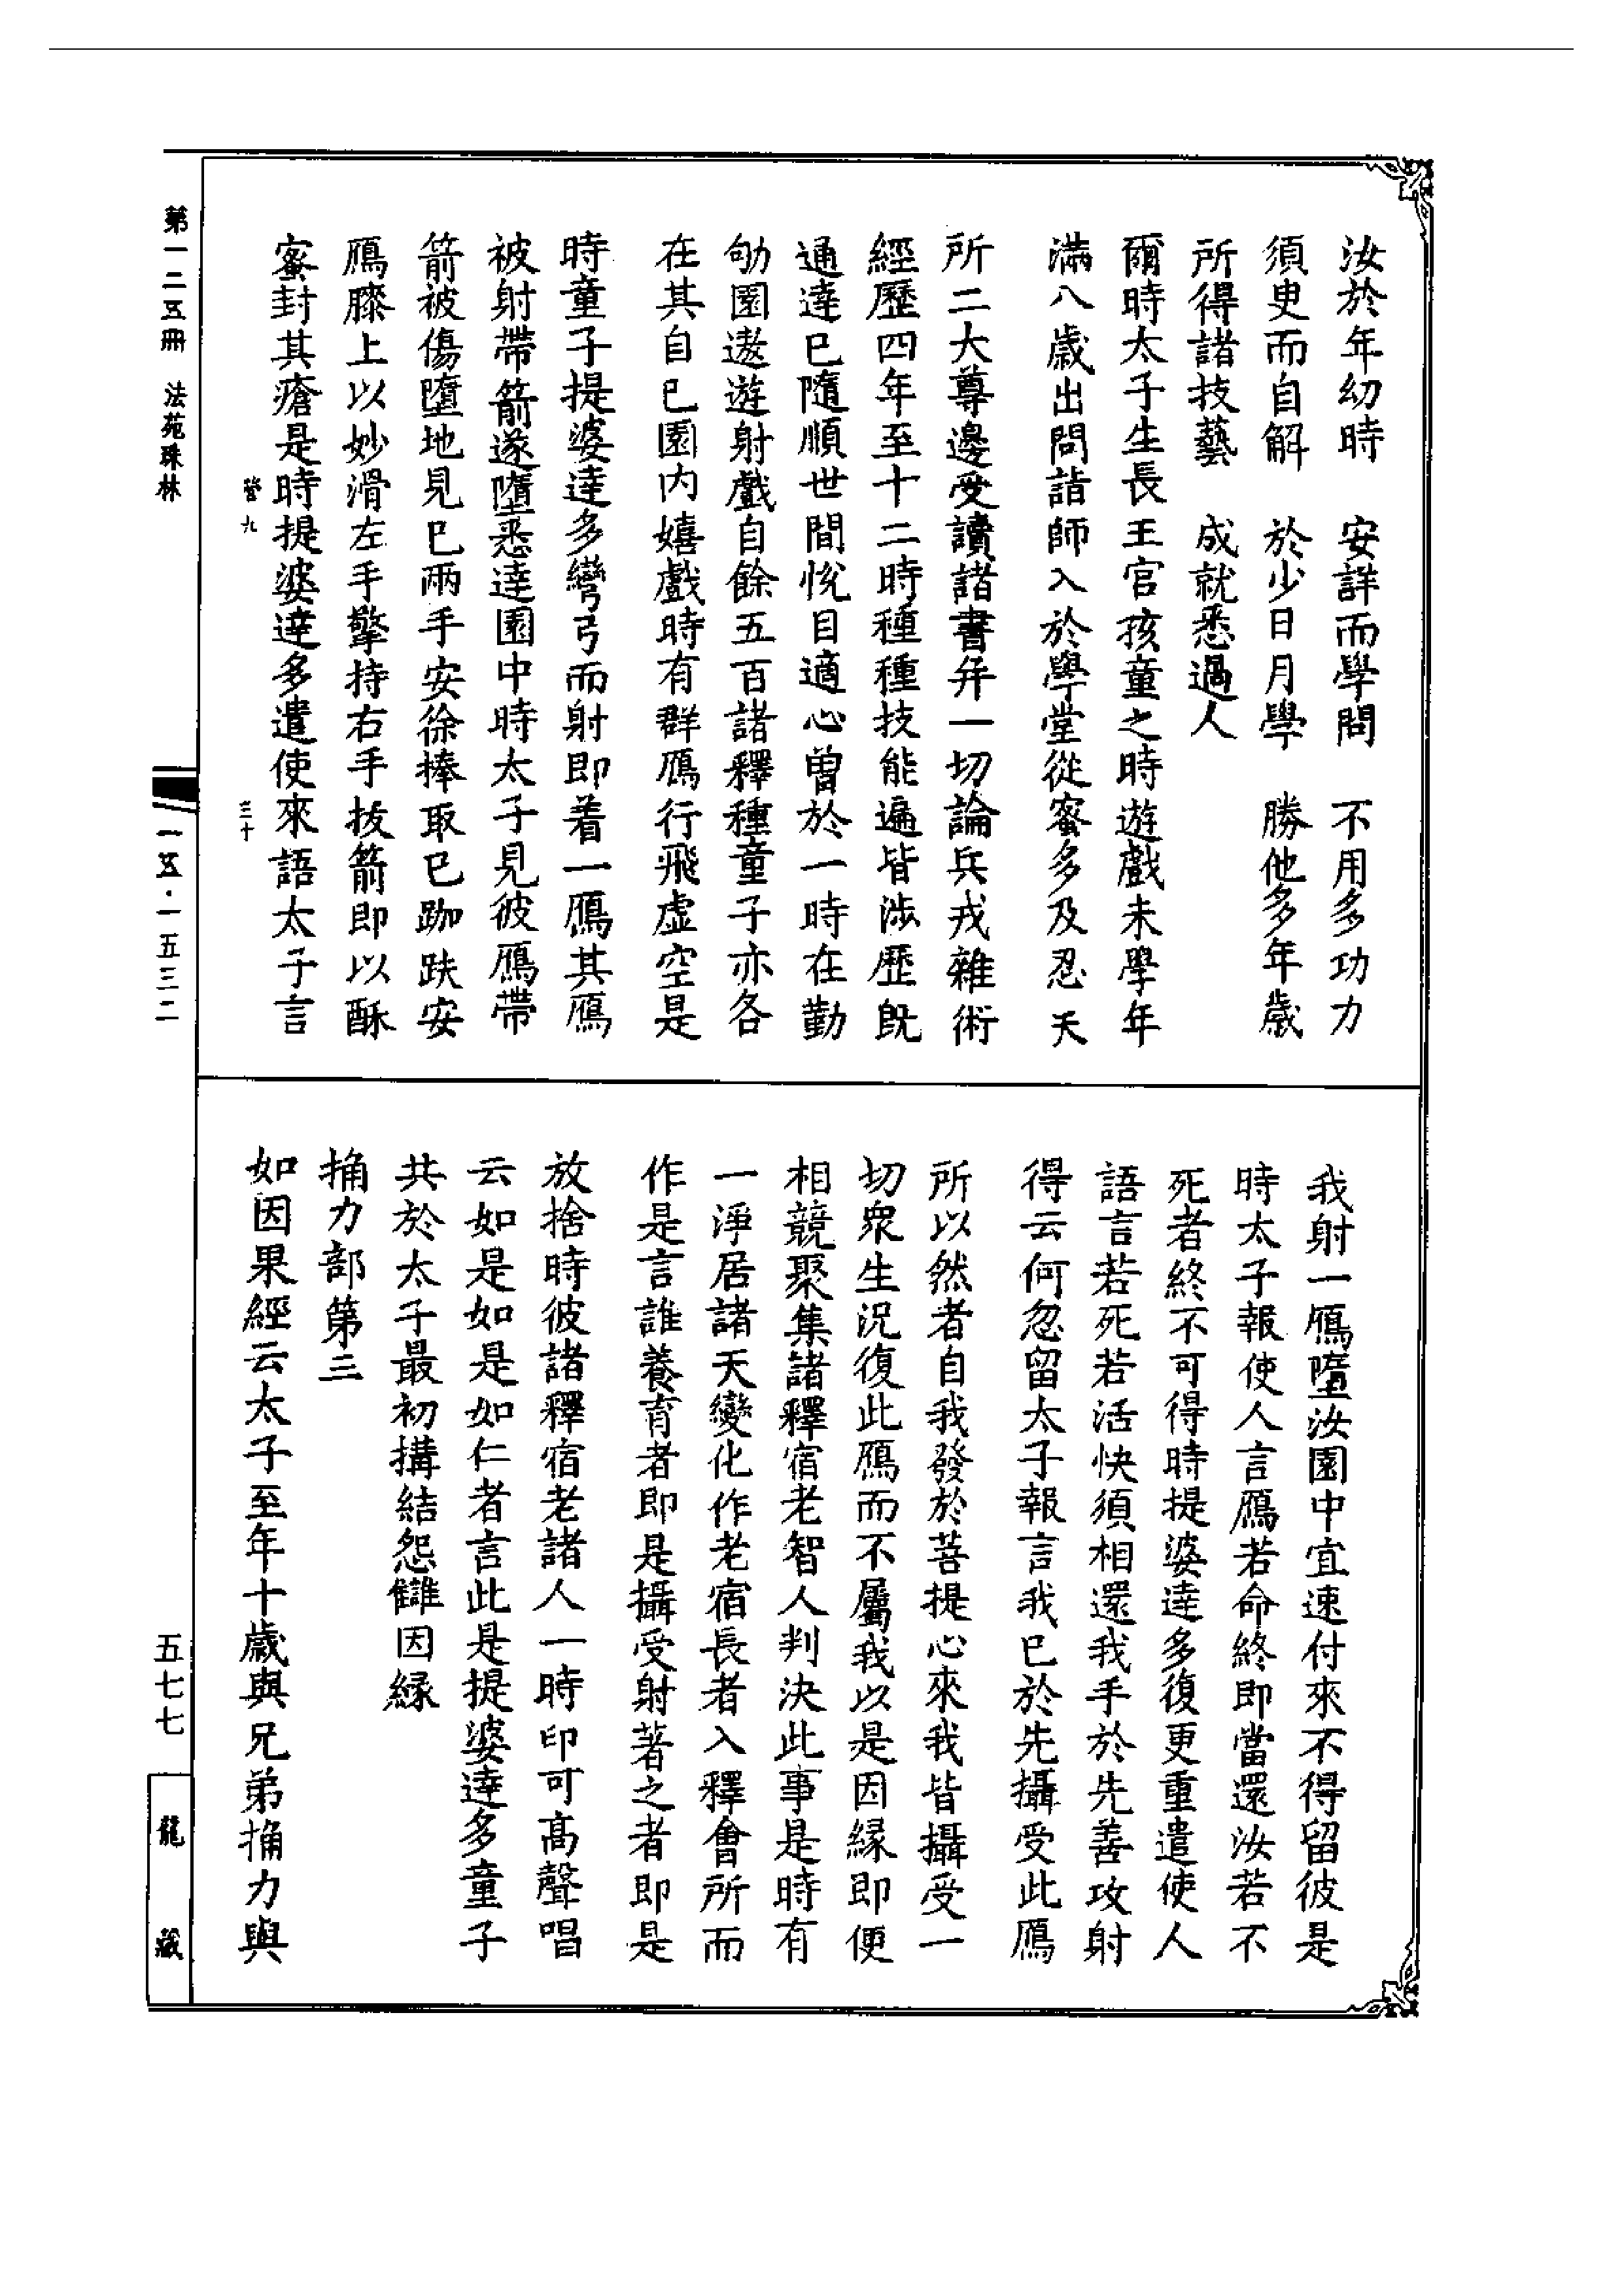 汝於年幼時　安詳而學問　不用多功力
須臾而自解　於少日月學　勝他多年歲
所得諸技藝　成就悉過人
爾時太子生長王宮孩童之時遊戲未學年
滿八歲出問詣師入於學堂從蜜多及忍天
所二大尊邊受讀諸書并一切論兵戎雜術
經歷四年至十二時種種技能遍皆涉歷既
通達已隨順世間悅目適心曾於一時在勤
劬園遨遊射戲自餘五百諸釋種童子亦各
在其自己園內嬉戲時有群鴈行飛虛空是
時童子提婆達多彎弓而射即着一鴈其鴈
被射帶箭遂墮悉達園中時太子見彼鴈帶
箭被傷墮地見已兩手安徐捧取已跏趺安
鴈膝上以妙滑左手擎持右手拔箭即以酥
蜜封其瘡是時提婆達多遣使來語太子言
我射一鴈墮汝園中宜速付來不得留彼是
時太子報使人言鴈若命終即當還汝若不
死者終不可得時提婆達多復更重遣使人
語言若死若活快須相還我手於先善攻射
得云何忽留太子報言我已於先攝受此鴈
所以然者自我發於菩提心來我皆攝受一
切眾生況復此鴈而不屬我以是因緣即便
相競聚集諸釋宿老智人判決此事是時有
一淨居諸天變化作老宿長者入釋會所而
作是言誰養育者即是攝受射著之者即是
放捨時彼諸釋宿老諸人一時印可高聲唱
云如是如是如仁者言此是提婆達多童子
共於太子最初搆結怨讎因緣
捔力部第三
如因果經云太子至年十歲與兄弟捔力與
營九
三十
第一二五冊　法苑珠林
一五·一五三二
五七七
龍藏